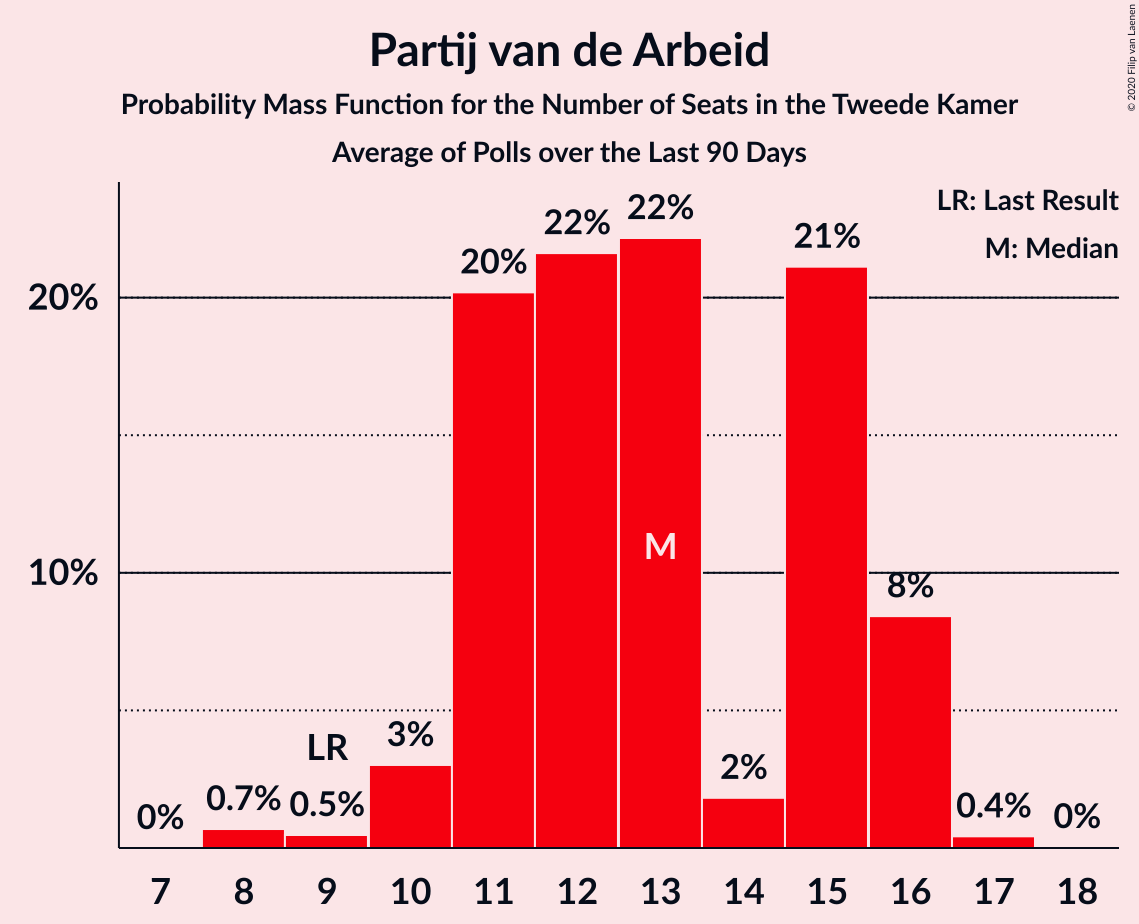 Partij van de Arbeid
Probability Mass Function for the Number of Seats in the Tweede Kamer
Average of Polls over the Last 90 Days
© 2020 Filip van Laenen
LR: Last Result
M: Median
20%
10%
0%
0.7%
0.5%
LR
3%
20%
22%
22%
M
2%
21%
8%
0.4%
0%
7 8 9 10 11 12 13 14 15 16 17 18